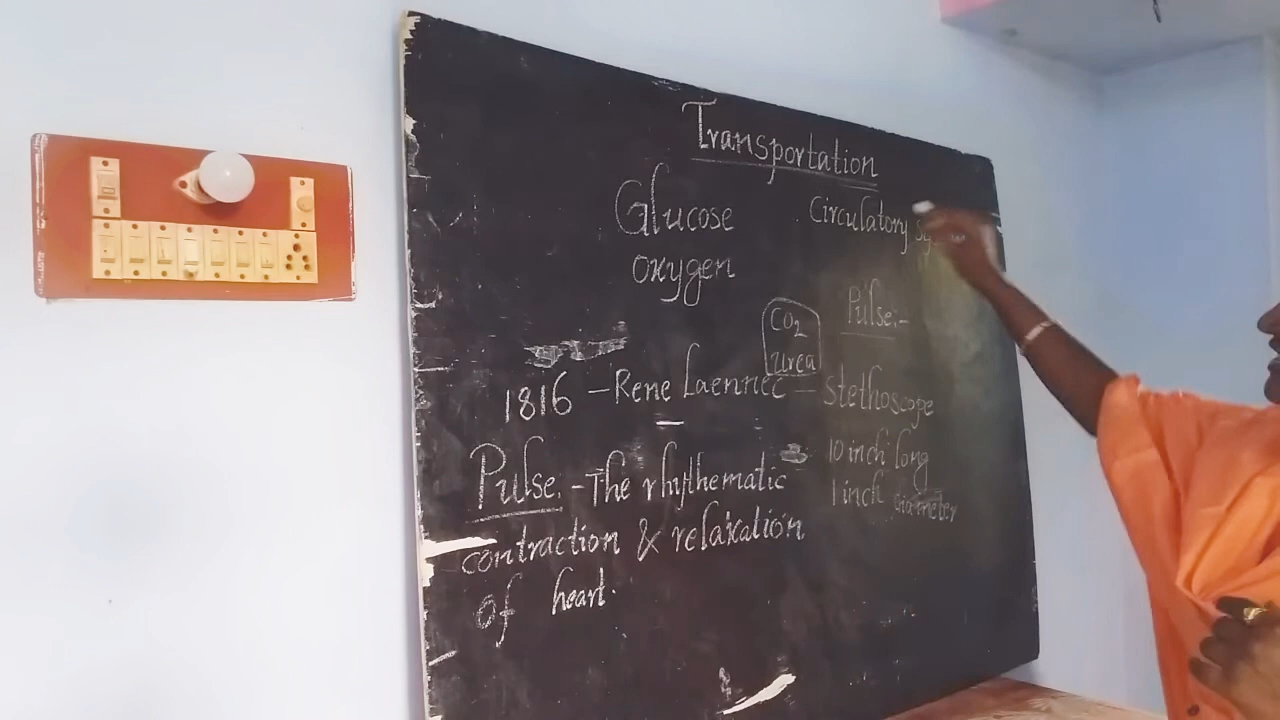 Transportation
Glucose
Oxygen
Circulatory
CO2
Urea
Pulse:-
1816 - Rene Laennec - Stethoscope
10 inch long
1 inch diameter
Pulse:- The rhythematic
contraction & relaxation
of heart.